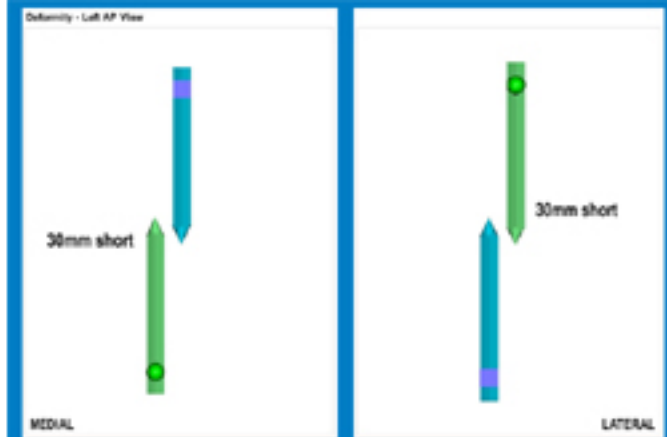 Deformity - Left AP View
30mm short
30mm short
MEDIAL
LATERAL